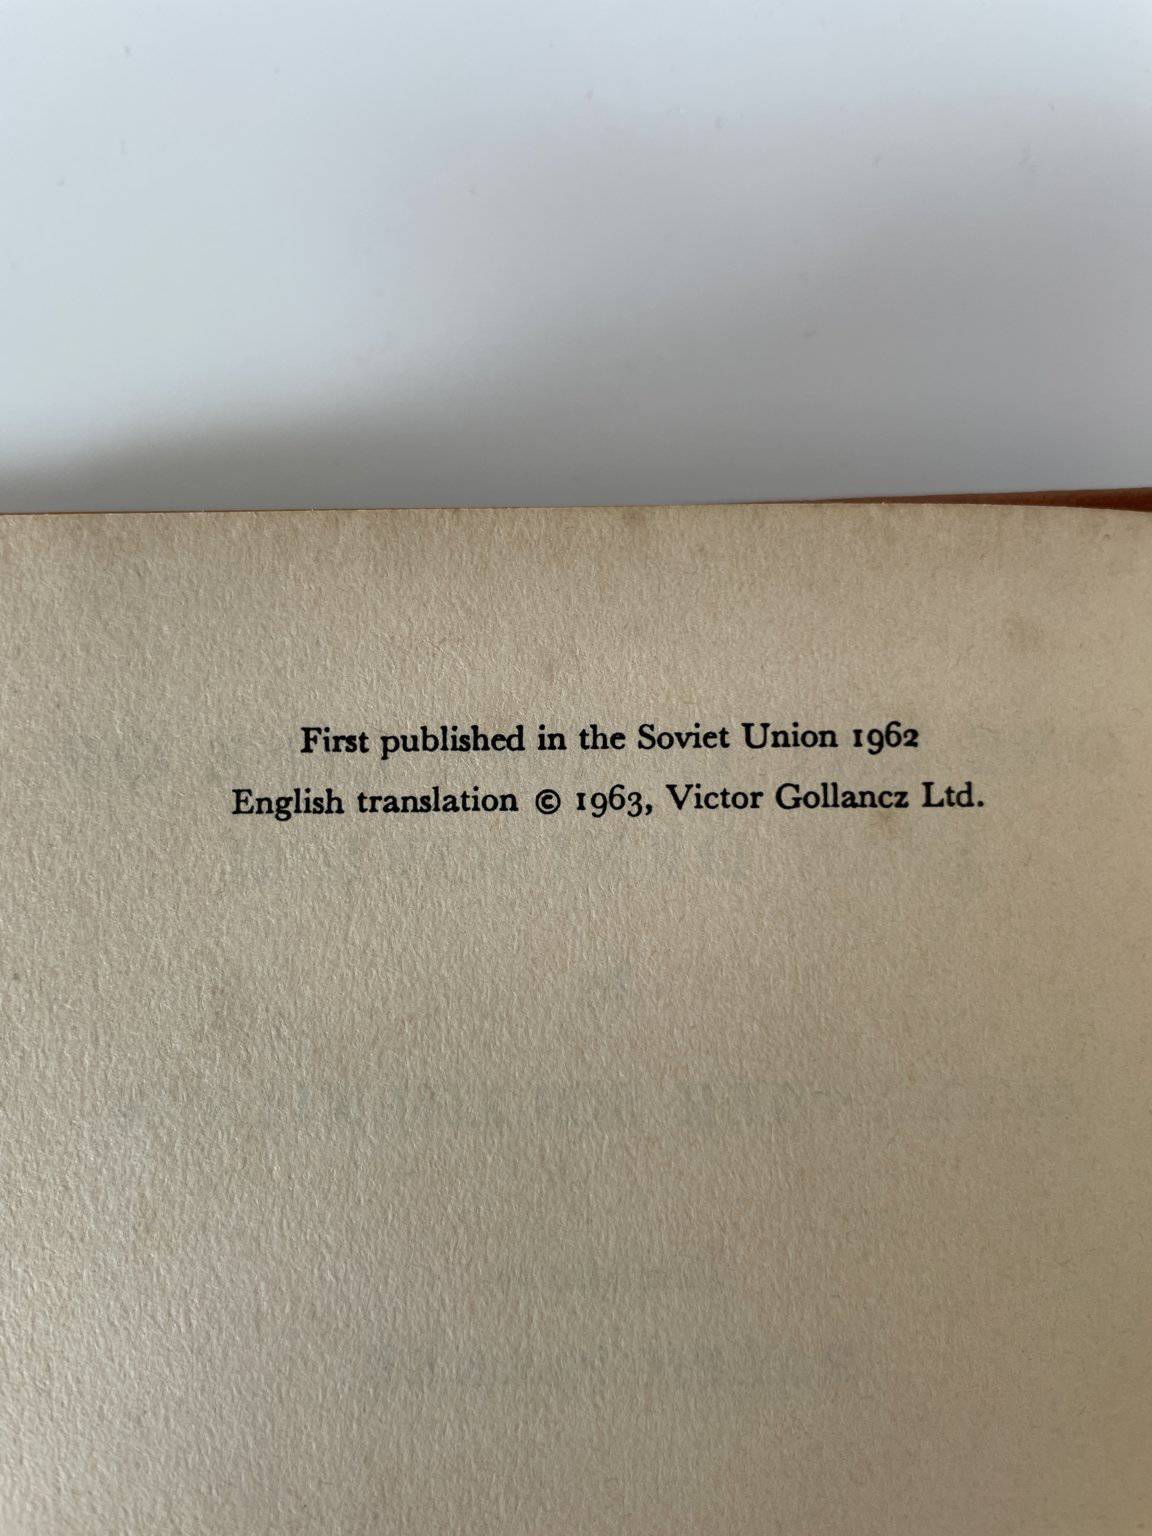 First published in the Soviet Union 1962
English translation © 1963, Victor Gollancz Ltd.